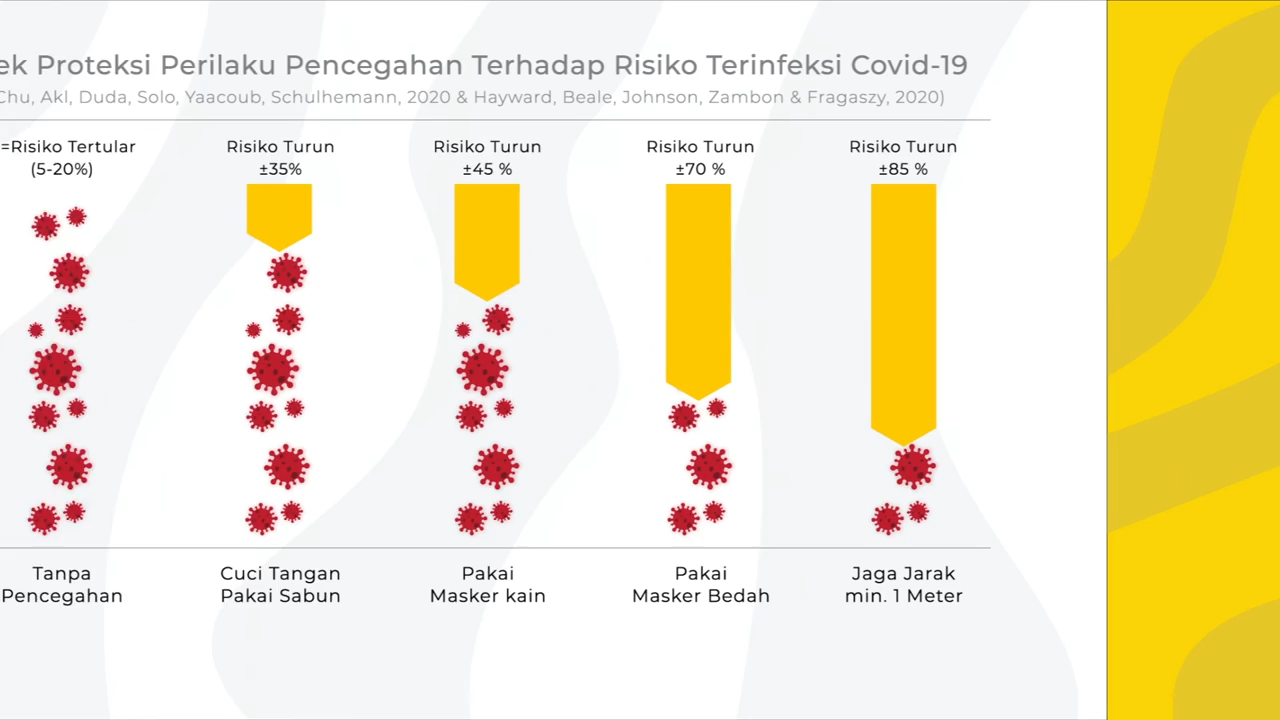 ek Proteksi Perilaku Pencegahan Terhadap Risiko Terinfeksi Covid-19
Chu, Akl, Duda, Solo, Yaacoub, Schulhemann, 2020 & Hayward, Beale, Johnson, Zambon & Fragaszy, 2020)
=Risiko Tertular
(5-20%)
Risiko Turun
±35%
Risiko Turun
±45 %
Risiko Turun
±70 %
Risiko Turun
±85 %
Tanpa
Pencegahan
Cuci Tangan
Pakai Sabun
Pakai
Masker kain
Pakai
Masker Bedah
Jaga Jarak
min. 1 Meter